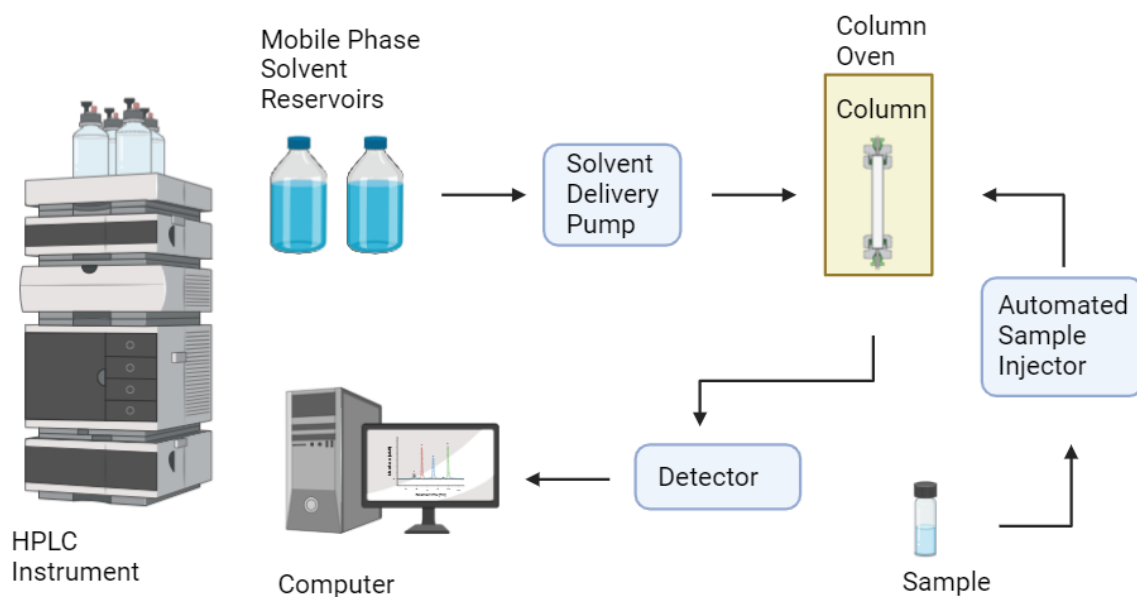 Mobile Phase
Solvent
Reservoirs
Solvent
Delivery
Pump
Column
Oven
Column
Automated
Sample
Injector
Detector
HPLC
Instrument
Computer
Sample